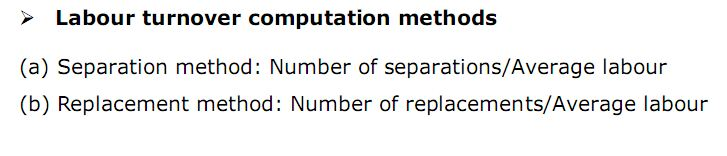 ➢ Labour turnover computation methods
(a) Separation method: Number of separations/Average labour
(b) Replacement method: Number of replacements/Average labour